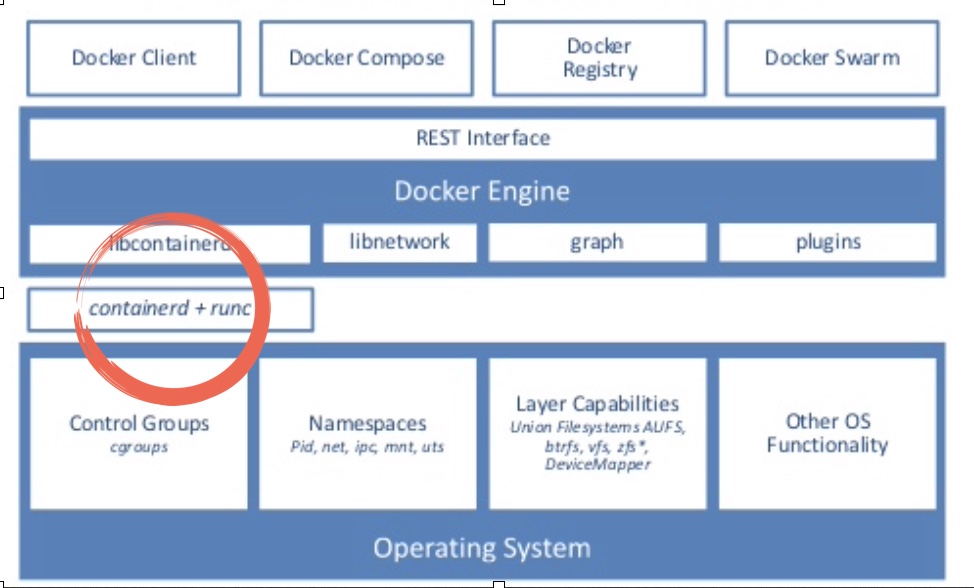 Docker Client
Docker Compose
Docker
Registry
Docker Swarm
REST Interface
Docker Engine
libcontainerd
libnetwork
graph
plugins
containerd + runc
Control Groups
cgroups
Namespaces
Pid, net, ipc, mnt, uts
Layer Capabilities
Union Filesystems AUFS,
btrfs, vfs, zfs*,
DeviceMapper
Other OS
Functionality
Operating System